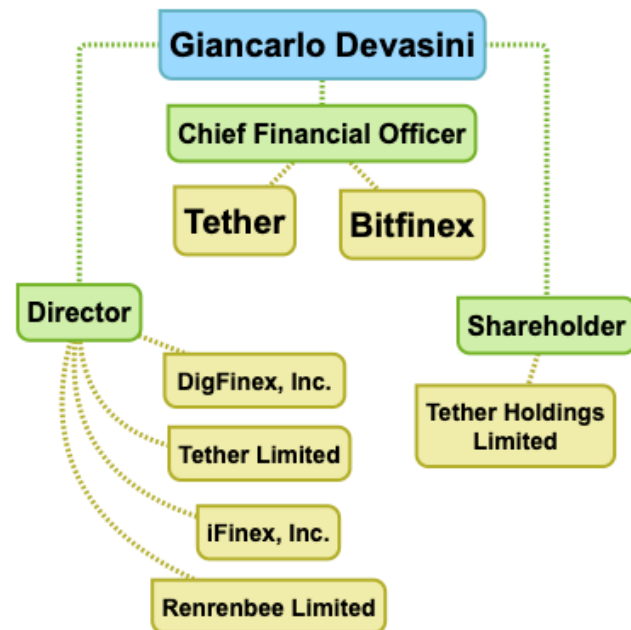 Giancarlo Devasini
Chief Financial Officer
Tether
Bitfinex
Director
Shareholder
DigFinex, Inc.
Tether Holdings
Limited
Tether Limited
iFinex, Inc.
Renrenbee Limited